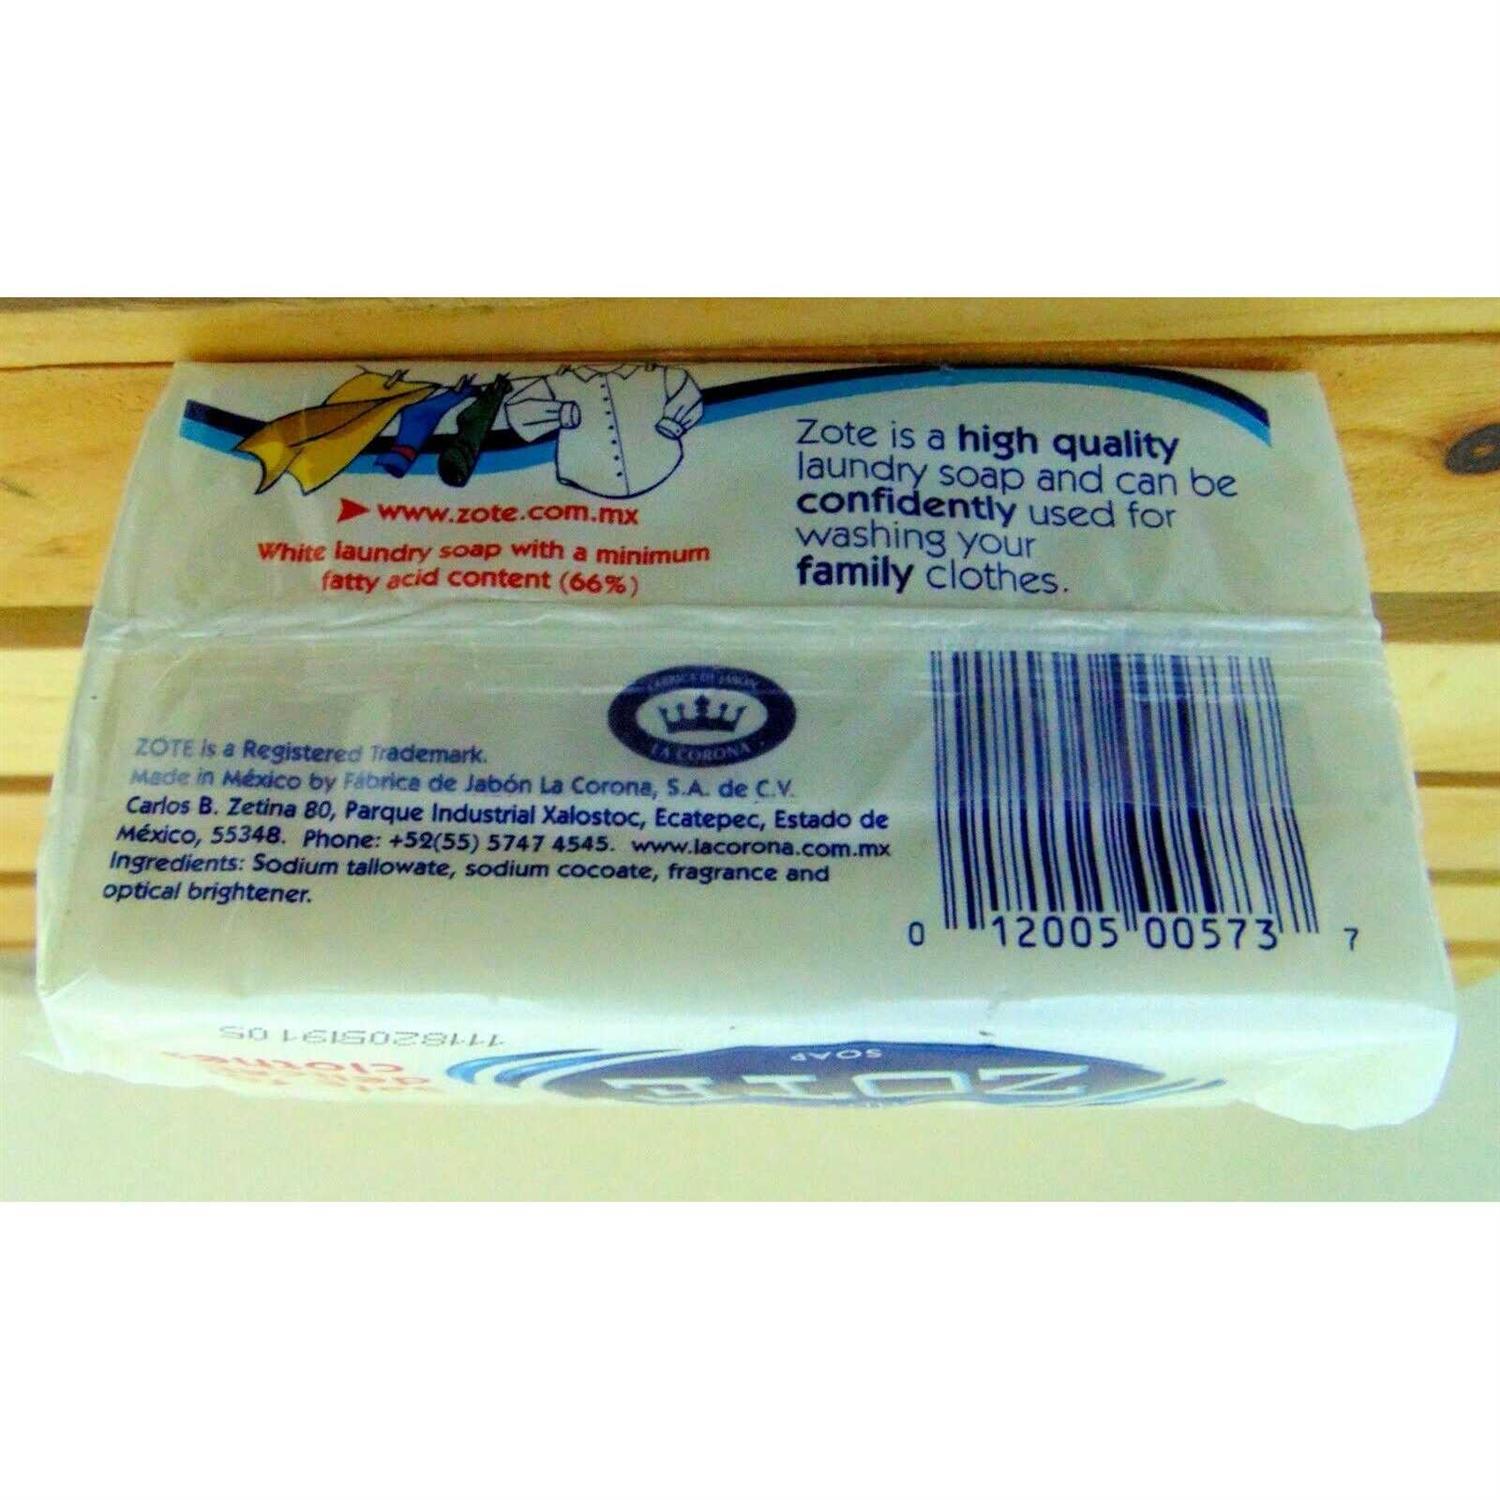 Zote is a high quality
laundry soap and can be
confidently used for
washing your
family clothes.
www.zote.com.mx
White laundry soap with a minimum
fatty acid content (66%)
FABRICA DE JABON
LA CORONA
ZOTE is a Registered Trademark.
Made in México by Fábrica de Jabón La Corona, S.A. de C.V.
Carlos B. Zetina 80, Parque Industrial Xalostoc, Ecatepec, Estado de
México, 55348. Phone: +52(55) 5747 4545. www.lacorona.com.mx
Ingredients: Sodium tallowate, sodium cocoate, fragrance and
optical brightener.
0 12005 00573 7
ZOTE
SOAP
clothes